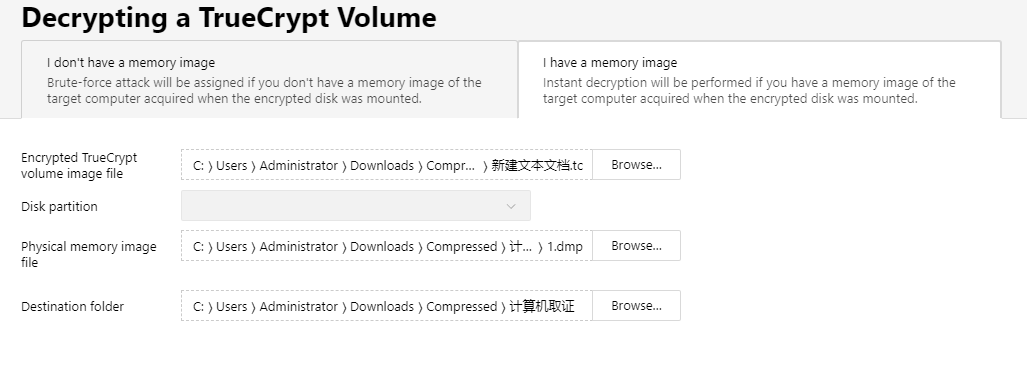 Decrypting a TrueCrypt Volume
I don't have a memory image
Brute-force attack will be assigned if you don't have a memory image of the
target computer acquired when the encrypted disk was mounted.
I have a memory image
Instant decryption will be performed if you have a memory image of the
target computer acquired when the encrypted disk was mounted.
Encrypted TrueCrypt
volume image file
C: ⟩ Users ⟩ Administrator ⟩ Downloads ⟩ Compr... ⟩ 新建文本文档.tc
Browse...
Disk partition
Physical memory image
file
C: ⟩ Users ⟩ Administrator ⟩ Downloads ⟩ Compressed ⟩ 计... ⟩ 1.dmp
Browse...
Destination folder
C: ⟩ Users ⟩ Administrator ⟩ Downloads ⟩ Compressed ⟩ 计算机取证
Browse...